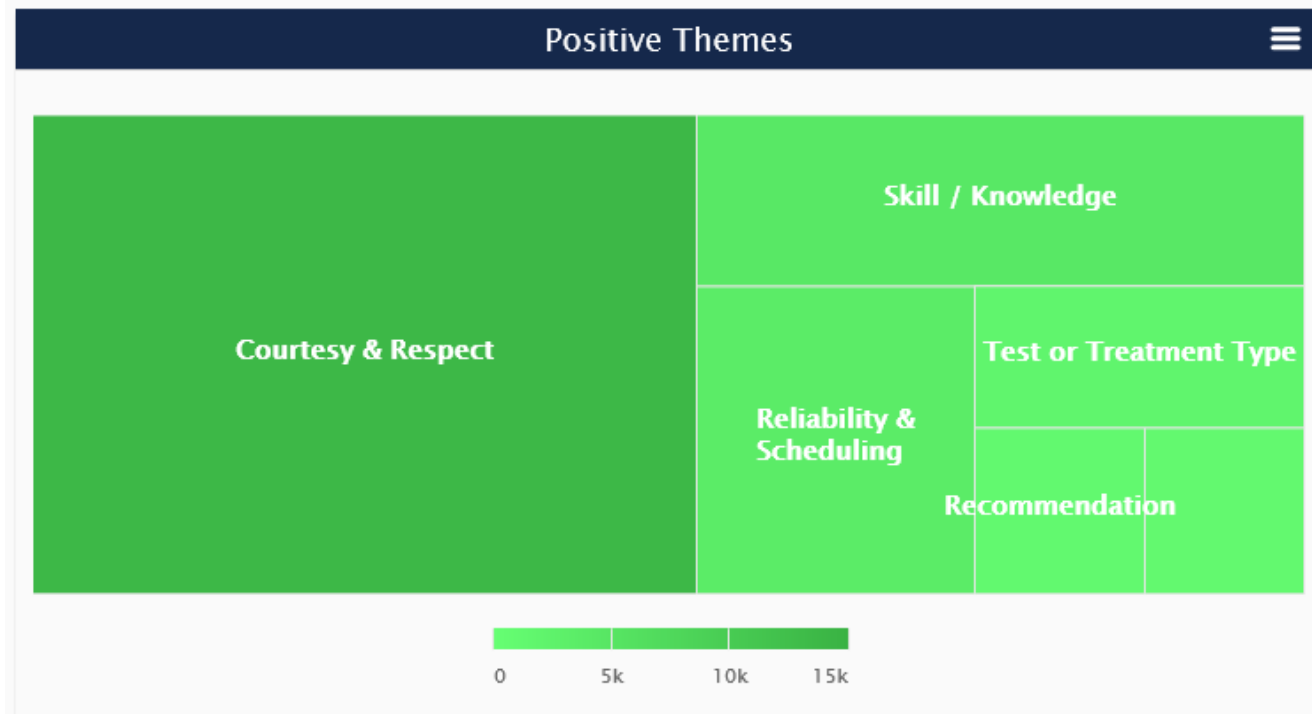 Positive Themes
Skill / Knowledge
Courtesy & Respect
Test or Treatment Type
Reliability &
Scheduling
Recommendation
0 5k 10k 15k